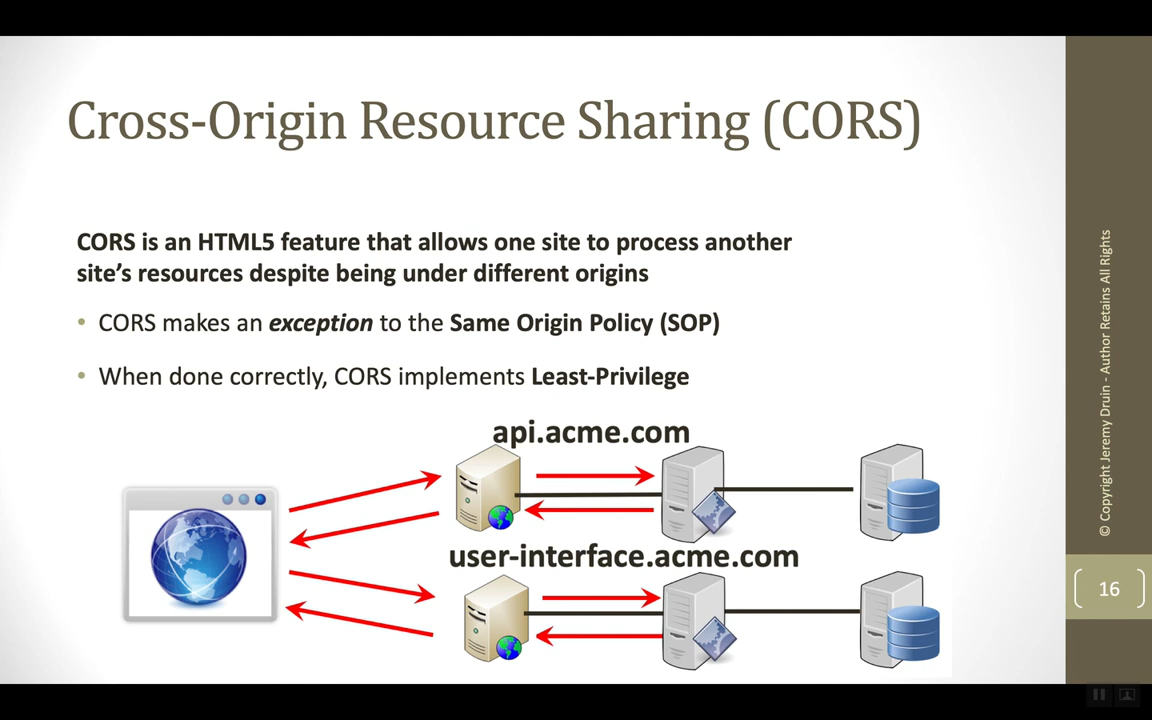 Cross-Origin Resource Sharing (CORS)
CORS is an HTML5 feature that allows one site to process another
site's resources despite being under different origins
• CORS makes an exception to the Same Origin Policy (SOP)
• When done correctly, CORS implements Least-Privilege
api.acme.com
user-interface.acme.com
© Copyright Jeremy Druin - Author Retains All Rights
16